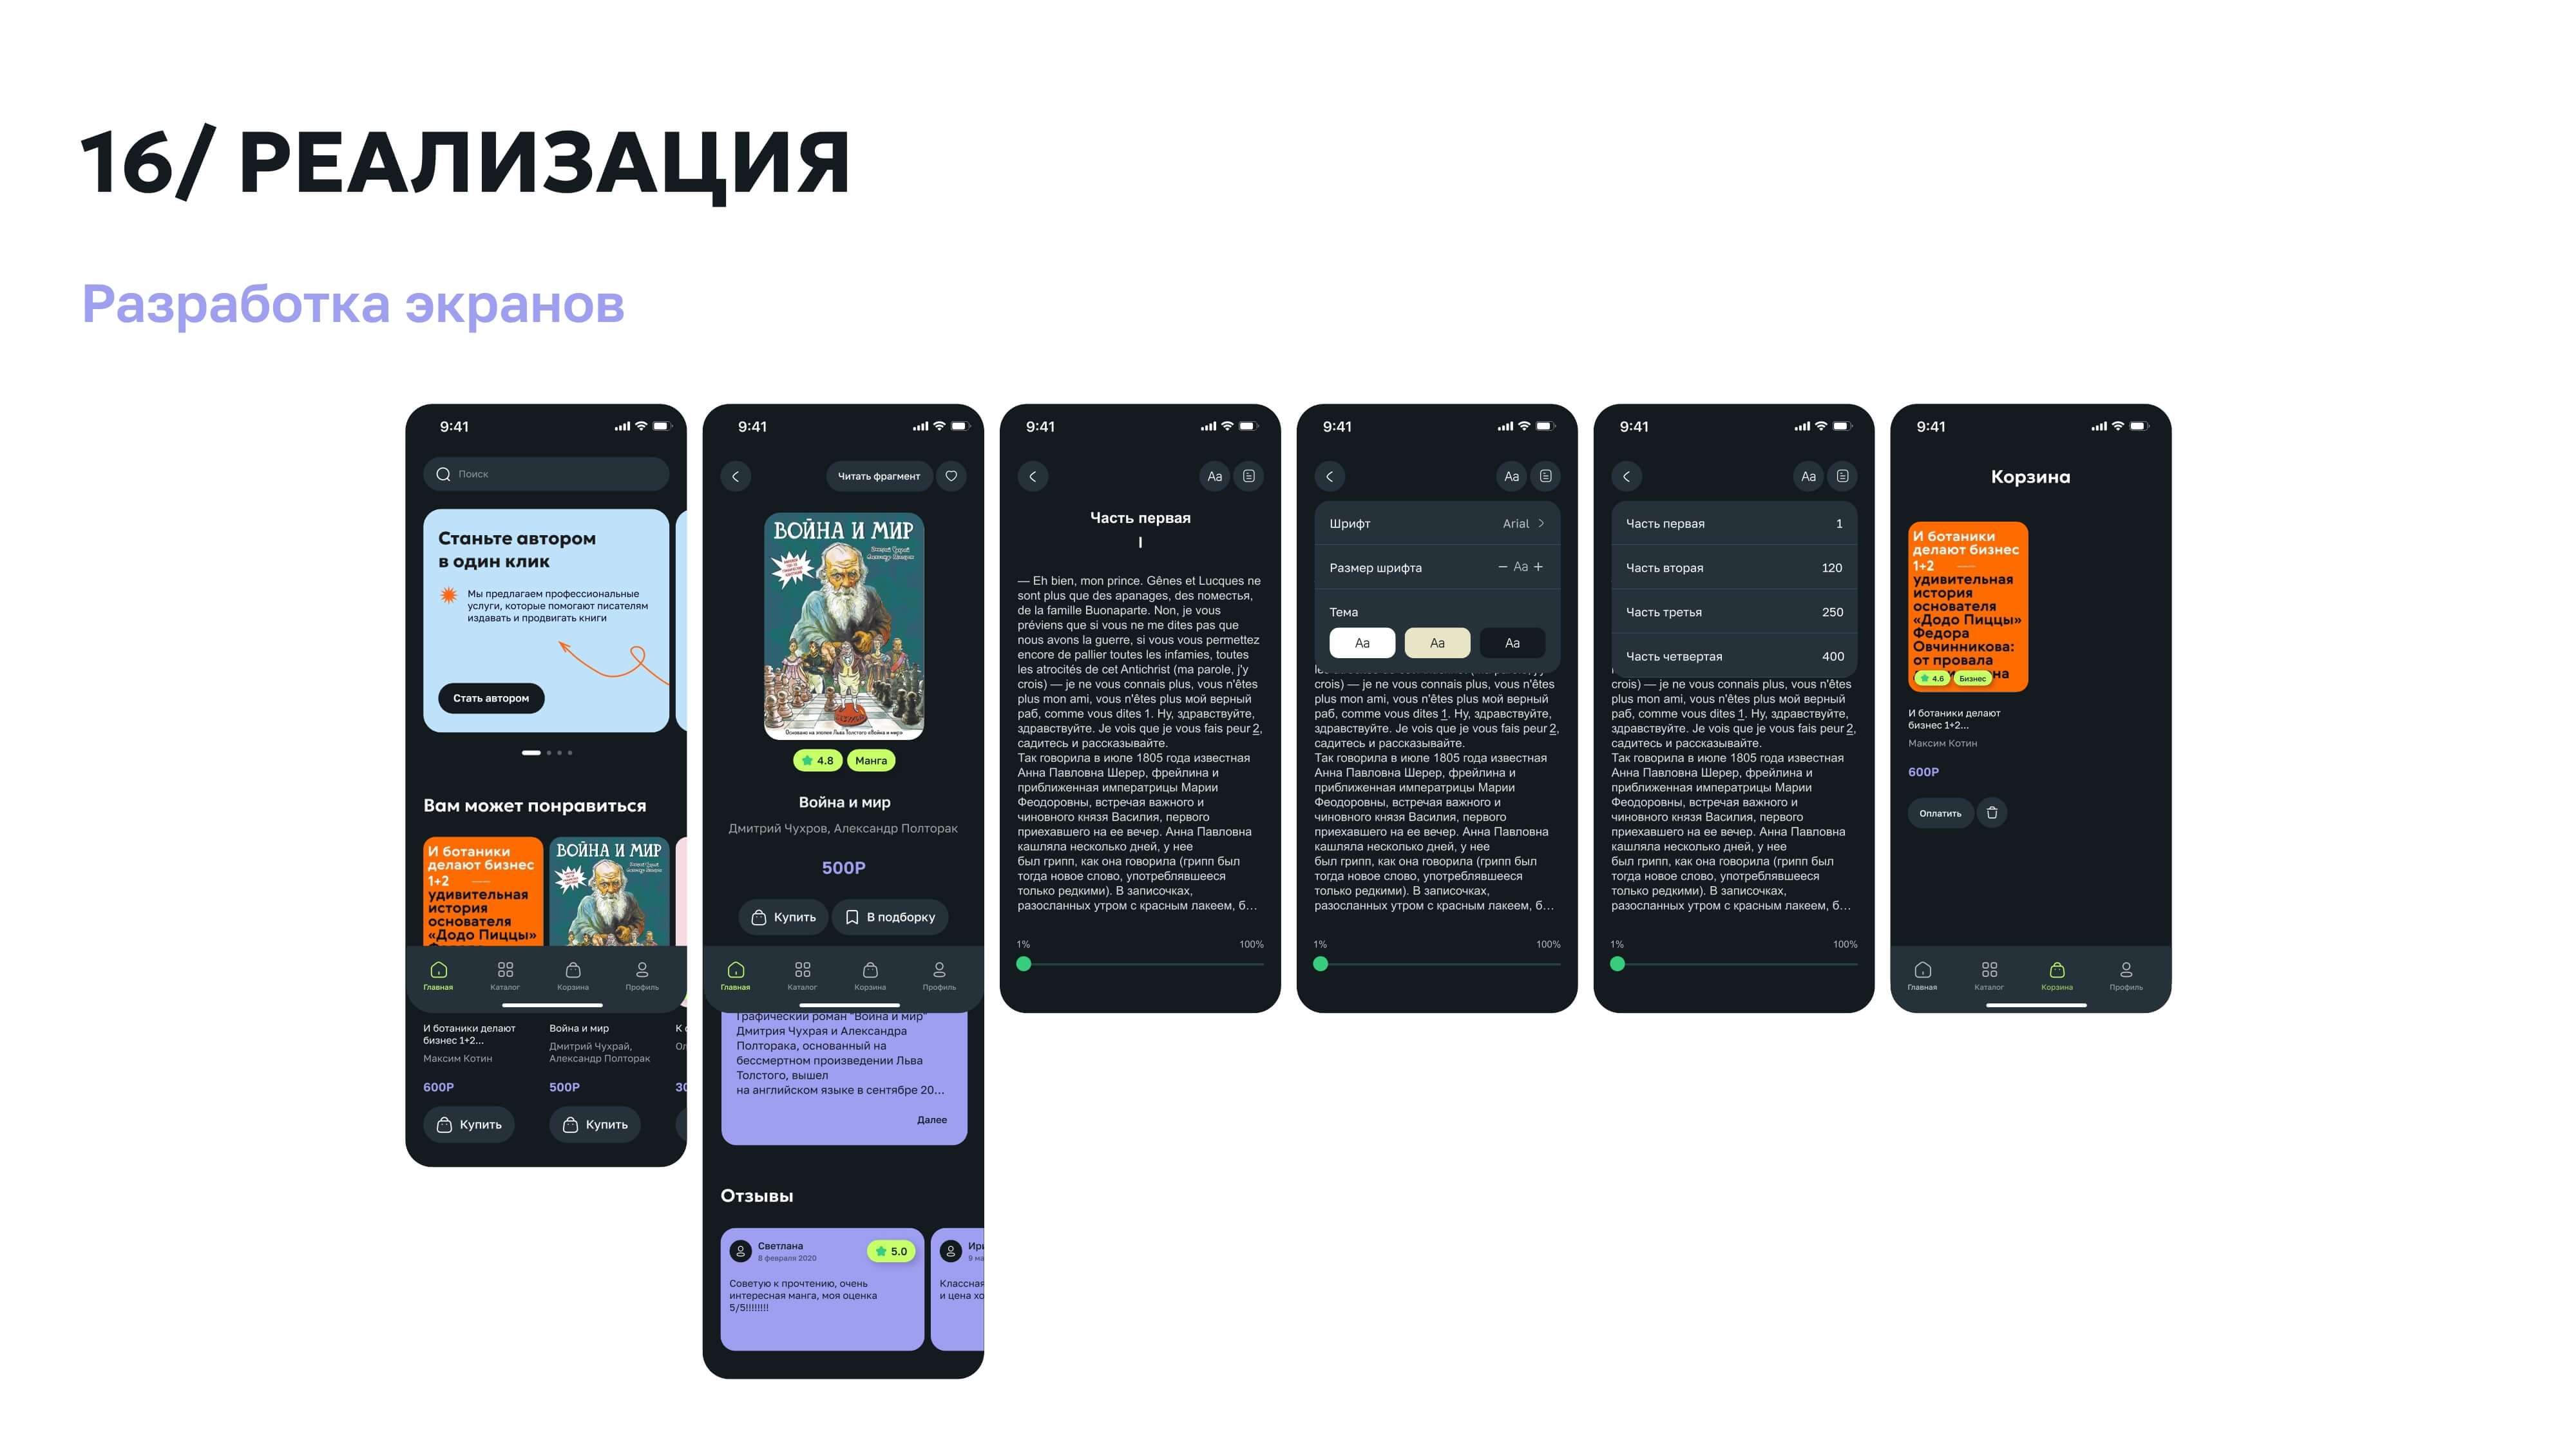 16/ РЕАЛИЗАЦИЯ
Разработка экранов
9:41
Поиск
Станьте автором
в один клик
Мы предлагаем профессиональные
услуги, которые помогают писателям
издавать и продвигать книги
Стать автором
Вам может понравиться
И ботаники
делают бизнес
1+2
удивительная
история
основателя
«Додо Пиццы»
ВОЙНА И МИР
Главная
Каталог
Корзина
Профиль
И ботаники делают
бизнес 1+2...
Максим Котин
600Р
Купить
Война и мир
Дмитрий Чухрай,
Александр Полторак
500Р
Купить
9:41
Читать фрагмент
ВОЙНА И МИР
Основано на эпопее Льва Толстого «Война и мир»
4.8
Манга
Война и мир
Дмитрий Чухров, Александр Полторак
500Р
Купить
В подборку
Главная
Каталог
Корзина
Профиль
Графический роман "Война и мир"
Дмитрия Чухрая и Александра
Полторака, основанный на
бессмертном произведении Льва
Толстого, вышел
на английском языке в сентябре 20...
Далее
Отзывы
Светлана
8 февраля 2020
5.0
Советую к прочтению, очень
интересная манга, моя оценка
5/5!!!!!!!!
Классная
и цена
9:41
Aa
Часть первая
I
— Eh bien, mon prince. Gênes et Lucques ne
sont plus que des apanages, des поместья,
de la famille Buonaparte. Non, je vous
préviens que si vous ne me dites pas que
nous avons la guerre, si vous vous permettez
encore de pallier toutes les infamies, toutes
les atrocités de cet Antichrist (ma parole, j'y
crois) — je ne vous connais plus, vous n'êtes
plus mon ami, vous n'êtes plus мой верный
раб, comme vous dites 1. Ну, здравствуйте,
здравствуйте. Je vois que je vous fais peur 2,
садитесь и рассказывайте.
Так говорила в июле 1805 года известная
Анна Павловна Шерер, фрейлина и
приближенная императрицы Марии
Феодоровны, встречая важного и
чиновного князя Василия, первого
приехавшего на ее вечер. Анна Павловна
кашляла несколько дней, у нее
был грипп, как она говорила (грипп был
тогда новое слово, употреблявшееся
только редкими). В записочках,
разосланных утром с красным лакеем, б...
1%
100%
9:41
Aa
Шрифт
Arial
Размер шрифта
− Aa +
Тема
Aa
Aa
Aa
crois) — je ne vous connais plus, vous n'êtes
plus mon ami, vous n'êtes plus мой верный
раб, comme vous dites 1. Ну, здравствуйте,
здравствуйте. Je vois que je vous fais peur 2,
садитесь и рассказывайте.
Так говорила в июле 1805 года известная
Анна Павловна Шерер, фрейлина и
приближенная императрицы Марии
Феодоровны, встречая важного и
чиновного князя Василия, первого
приехавшего на ее вечер. Анна Павловна
кашляла несколько дней, у нее
был грипп, как она говорила (грипп был
тогда новое слово, употреблявшееся
только редкими). В записочках,
разосланных утром с красным лакеем, б...
1%
100%
9:41
Aa
Часть первая
1
Часть вторая
120
Часть третья
250
Часть четвертая
400
crois) — je ne vous connais plus, vous n'êtes
plus mon ami, vous n'êtes plus мой верный
раб, comme vous dites 1. Ну, здравствуйте,
здравствуйте. Je vois que je vous fais peur 2,
садитесь и рассказывайте.
Так говорила в июле 1805 года известная
Анна Павловна Шерер, фрейлина и
приближенная императрицы Марии
Феодоровны, встречая важного и
чиновного князя Василия, первого
приехавшего на ее вечер. Анна Павловна
кашляла несколько дней, у нее
был грипп, как она говорила (грипп был
тогда новое слово, употреблявшееся
только редкими). В записочках,
разосланных утром с красным лакеем, б...
1%
100%
9:41
Корзина
И ботаники
делают бизнес
1+2
удивительная
история
основателя
«Додо Пиццы»
Федора
Овчинникова:
от провала
4.6
Бизнес
И ботаники делают
бизнес 1+2...
Максим Котин
600Р
Оплатить
Главная
Каталог
Корзина
Профиль